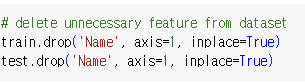 # delete unnecessary feature from dataset
train.drop('Name', axis=1, inplace=True)
test.drop('Name', axis=1, inplace=True)